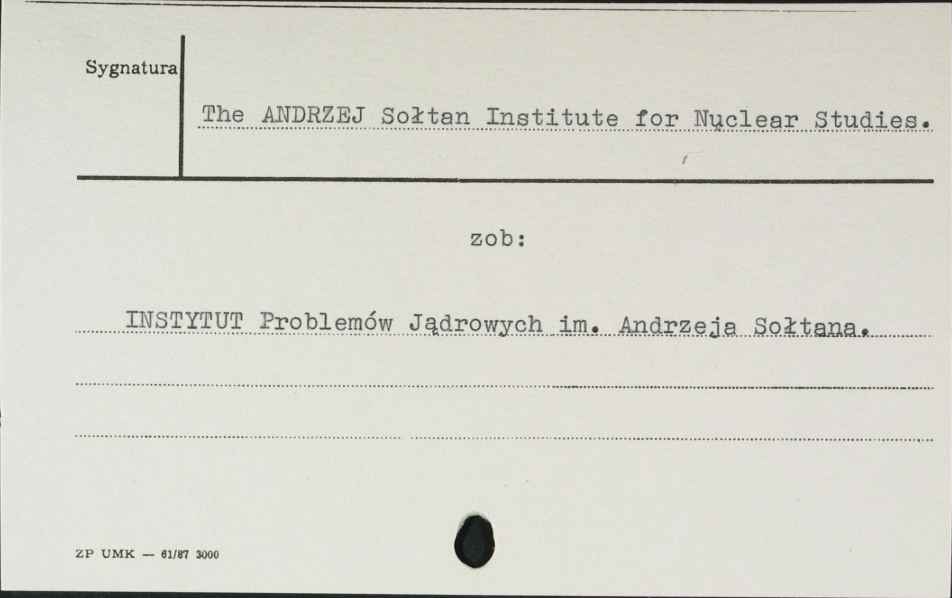 Sygnatura
The ANDRZEJ Sołtan Institute for Nuclear Studies.
zob:
INSTYTUT Problemów Jądrowych im. Andrzeja Sołtana.
ZP UMK — 61/87 3000